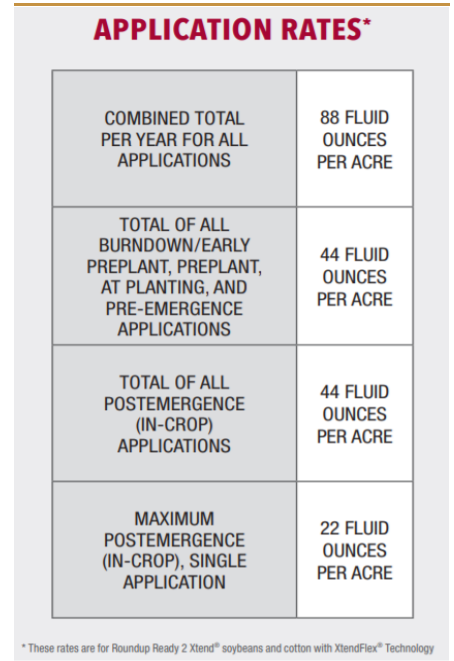 APPLICATION RATES*
COMBINED TOTAL
PER YEAR FOR ALL
APPLICATIONS
88 FLUID
OUNCES
PER ACRE
TOTAL OF ALL
BURNDOWN/EARLY
PREPLANT, PREPLANT,
AT PLANTING, AND
PRE-EMERGENCE
APPLICATIONS
44 FLUID
OUNCES
PER ACRE
TOTAL OF ALL
POSTEMERGENCE
(IN-CROP)
APPLICATIONS
44 FLUID
OUNCES
PER ACRE
MAXIMUM
POSTEMERGENCE
(IN-CROP), SINGLE
APPLICATION
22 FLUID
OUNCES
PER ACRE
* These rates are for Roundup Ready 2 Xtend® soybeans and cotton with XtendFlex® Technology